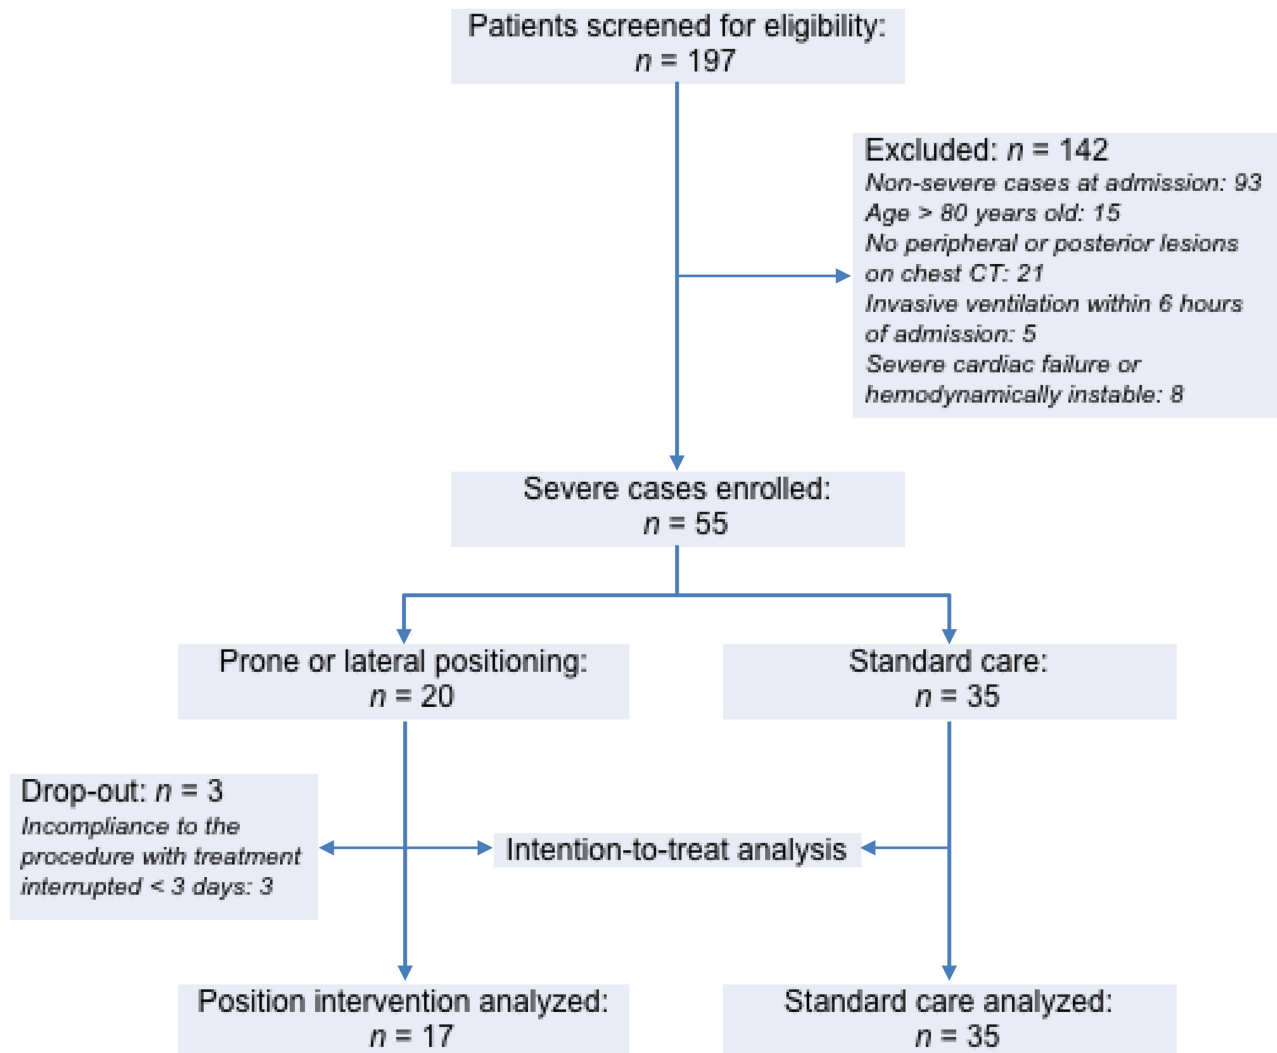 Patients screened for eligibility:
n = 197
Excluded: n = 142
Non-severe cases at admission: 93
Age > 80 years old: 15
No peripheral or posterior lesions
on chest CT: 21
Invasive ventilation within 6 hours
of admission: 5
Severe cardiac failure or
hemodynamically instable: 8
Severe cases enrolled:
n = 55
Prone or lateral positioning:
n = 20
Standard care:
n = 35
Drop-out: n = 3
Incompliance to the
procedure with treatment
interrupted < 3 days: 3
Intention-to-treat analysis
Position intervention analyzed:
n = 17
Standard care analyzed:
n = 35